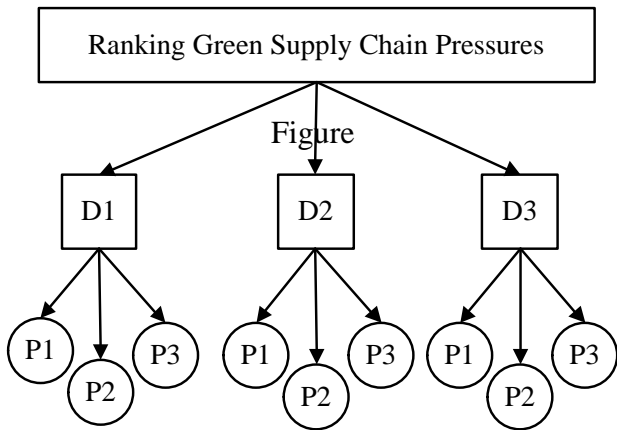 Ranking Green Supply Chain Pressures
Figure
D1 D2 D3
P1 P2 P3 P1 P2 P3 P1 P2 P3